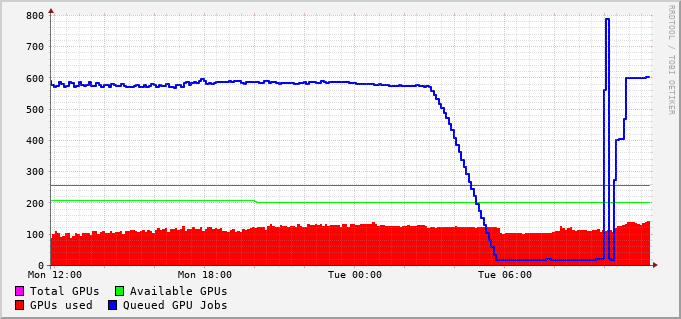 800
700
600
500
400
300
200
100
0
Mon 12:00 Mon 18:00 Tue 00:00 Tue 06:00
Total GPUs Available GPUs
GPUs used Queued GPU Jobs
RRDTOOL / TOBI OETIKER